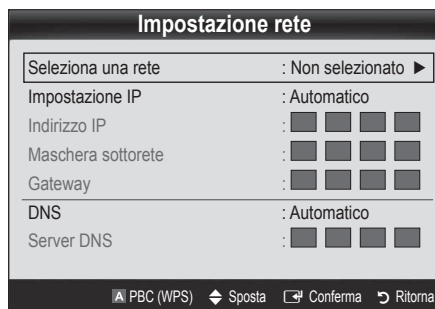 Impostazione rete
Seleziona una rete : Non selezionato ►
Impostazione IP : Automatico
Indirizzo IP :
Maschera sottorete :
Gateway :
DNS : Automatico
Server DNS :
A PBC (WPS) Sposta Conferma Ritorna